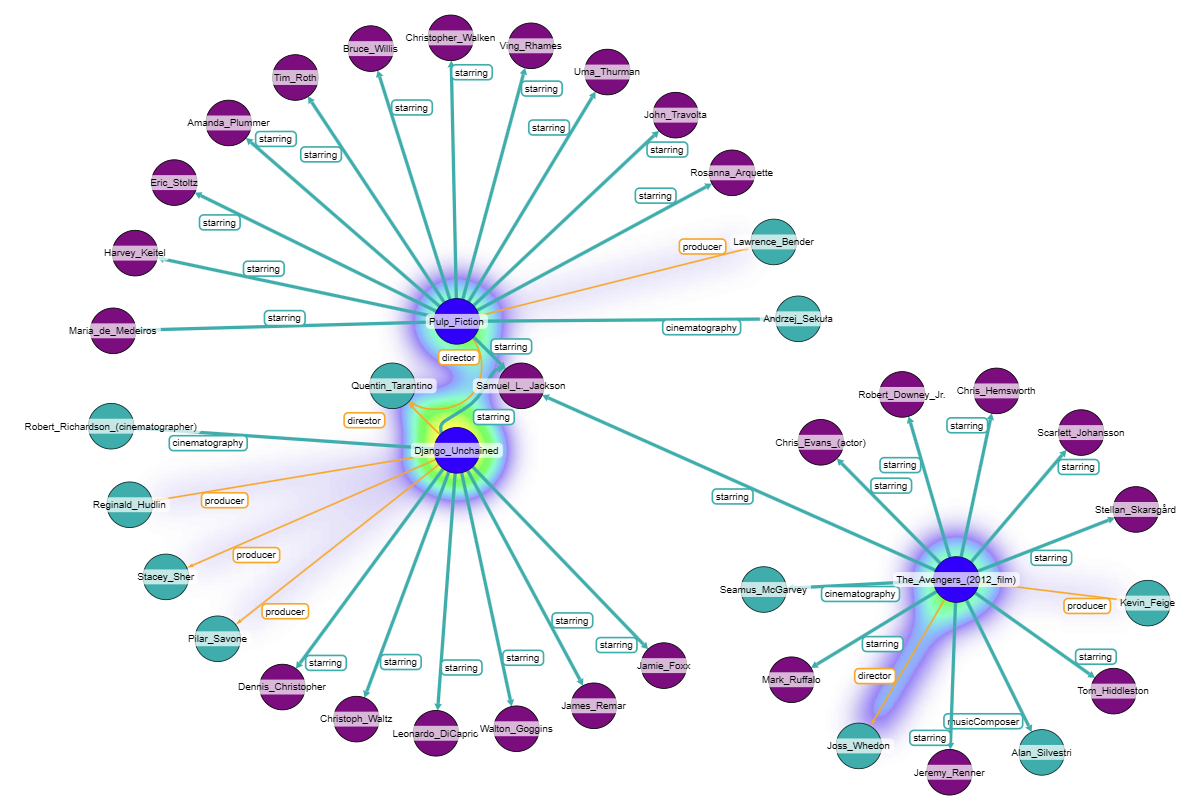 Christopher_Walken
Ving_Rhames
Bruce_Willis
starring
Uma_Thurman
Tim_Roth
starring
starring
John_Travolta
Amanda_Plummer
starring
starring
starring
starring
Rosanna_Arquette
Eric_Stoltz
starring
starring
Lawrence_Bender
producer
Harvey_Keitel
starring
Andrzej_Sekuła
Maria_de_Medeiros
starring
Pulp_Fiction
cinematography
starring
director
Quentin_Tarantino
Samuel_L._Jackson
Chris_Hemsworth
Robert_Downey_Jr.
director
starring
starring
Robert_Richardson_(cinematographer)
Scarlett_Johansson
cinematography
Chris_Evans_(actor)
Django_Unchained
starring
starring
starring
starring
Reginald_Hudlin
producer
Stellan_Skarsgård
producer
starring
Stacey_Sher
The_Avengers_(2012_film)
Seamus_McGarvey
cinematography
Kevin_Feige
producer
producer
starring
Pilar_Savone
starring
starring
starring
starring
starring
starring
starring
Jamie_Foxx
director
Mark_Ruffalo
Dennis_Christopher
Tom_Hiddleston
James_Remar
Christoph_Waltz
musicComposer
Walton_Goggins
Leonardo_DiCapric
starring
Joss_Whedon
Alan_Silvestri
Jeremy_Renner